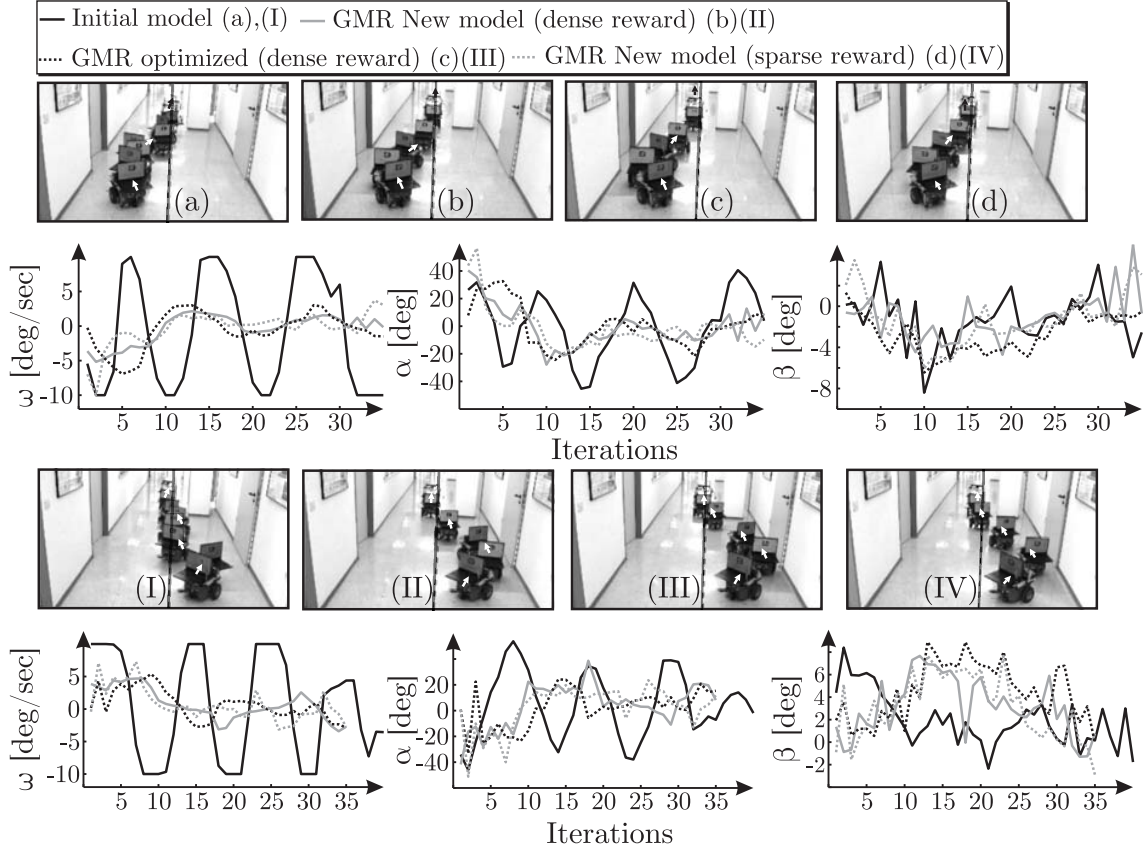 Initial model (a),(I) GMR New model (dense reward) (b)(II)
GMR optimized (dense reward) (c)(III) GMR New model (sparse reward) (d)(IV)
(a) (b) (c) (d)
ω [deg/sec]
5
0
-5
-10
5 10 15 20 25 30
α [deg]
40
20
0
-20
-40
5 10 15 20 25 30
β [deg]
0
-4
-8
5 10 15 20 25 30
Iterations
(I) (II) (III) (IV)
ω [deg/sec]
5
0
-5
-10
5 10 15 20 25 30 35
α [deg]
20
0
-20
-40
5 10 15 20 25 30 35
β [deg]
6
4
2
0
-2
5 10 15 20 25 30 35
Iterations